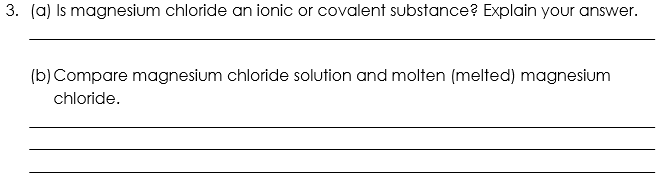 3. (a) Is magnesium chloride an ionic or covalent substance? Explain your answer.
(b) Compare magnesium chloride solution and molten (melted) magnesium
chloride.